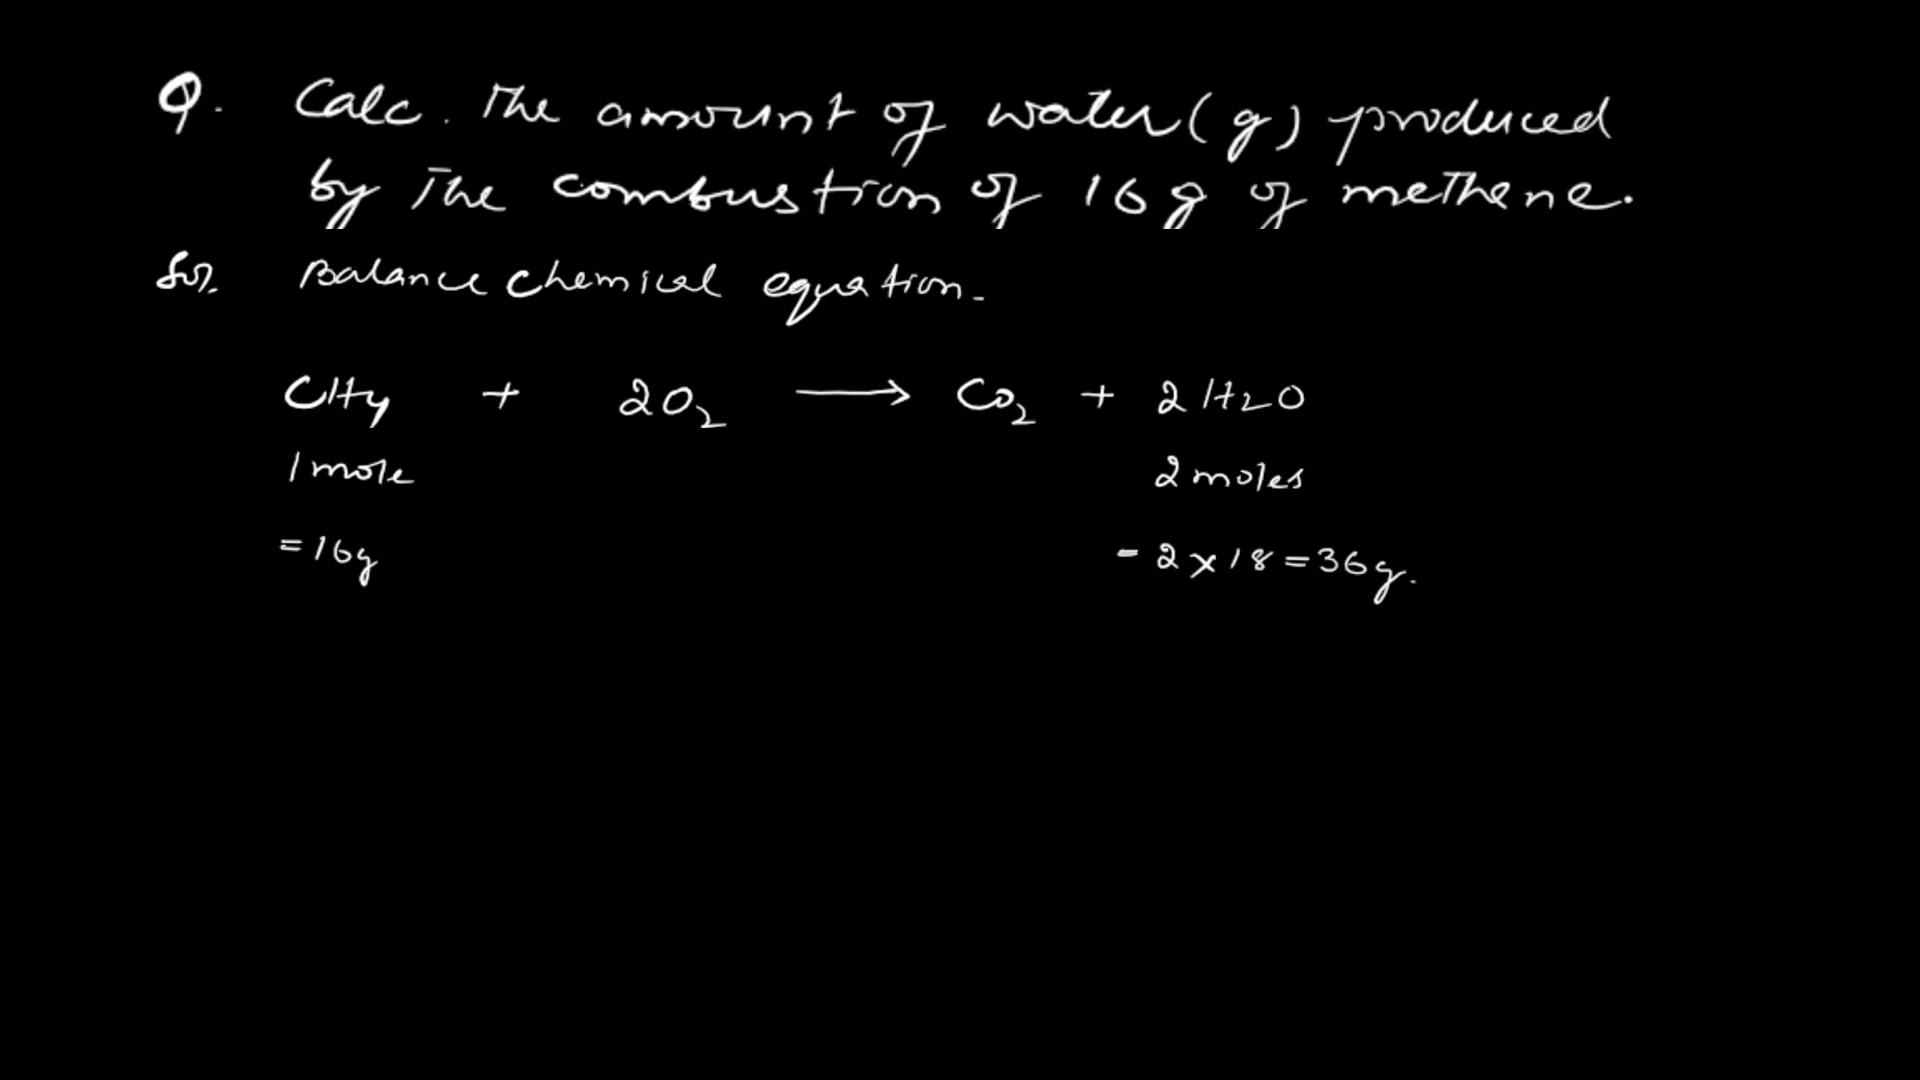 Q. Calc. The amount of water(g) produced
by The combustion of 16g of methene.
Sol. Balance chemical equation.
CH4 + 2O2 → CO2 + 2H2O
1 mole 2 moles
=16g - 2×18=36g.